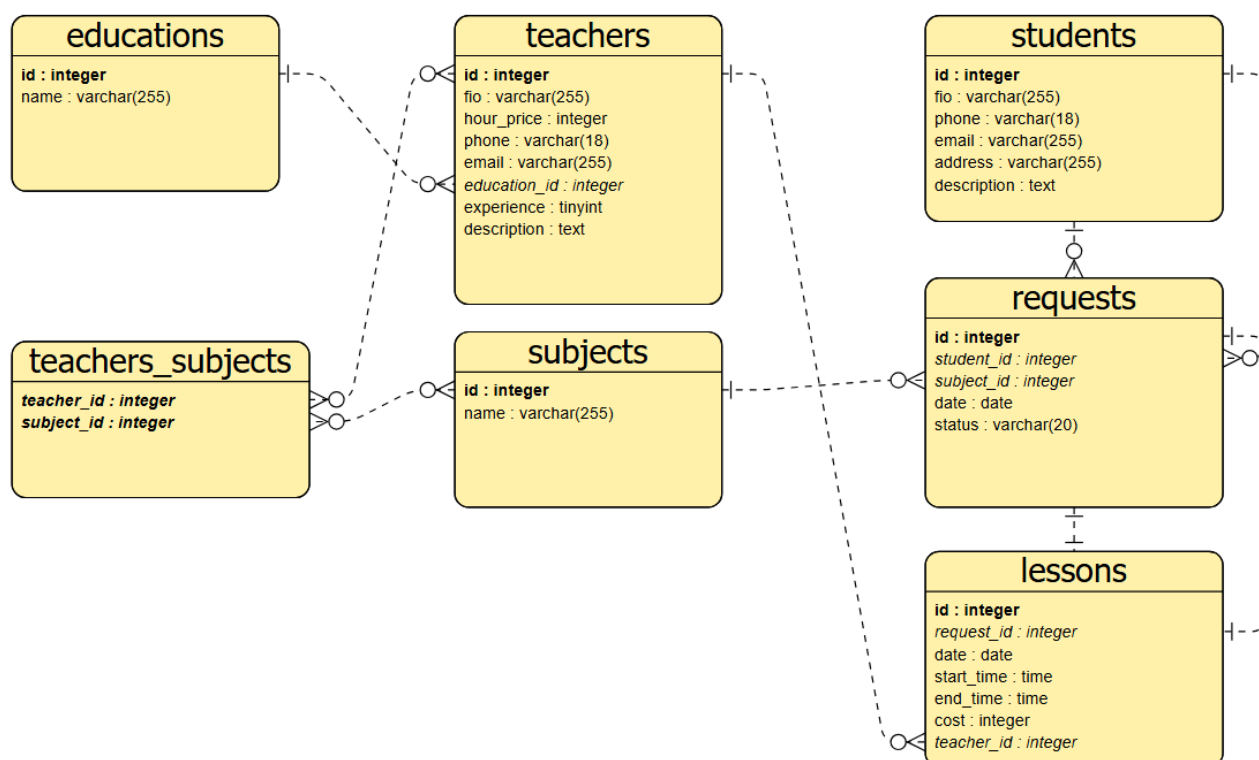 educations
id : integer
name : varchar(255)
teachers
id : integer
fio : varchar(255)
hour_price : integer
phone : varchar(18)
email : varchar(255)
education_id : integer
experience : tinyint
description : text
students
id : integer
fio : varchar(255)
phone : varchar(18)
email : varchar(255)
address : varchar(255)
description : text
teachers_subjects
teacher_id : integer
subject_id : integer
subjects
id : integer
name : varchar(255)
requests
id : integer
student_id : integer
subject_id : integer
date : date
status : varchar(20)
lessons
id : integer
request_id : integer
date : date
start_time : time
end_time : time
cost : integer
teacher_id : integer